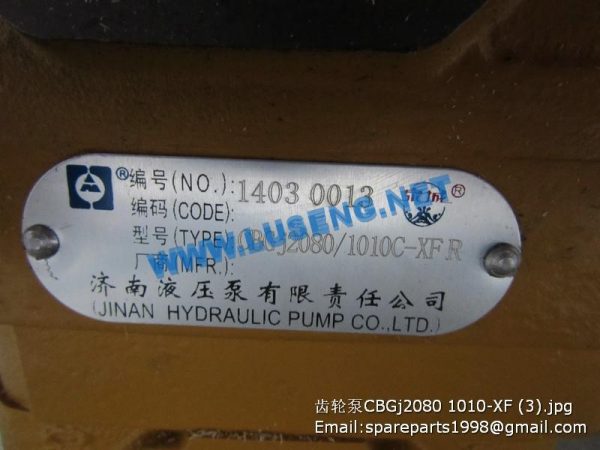 ®编号(NO.):1403 0013 ®
编码(CODE):
型号(TYPE):CBGj2080/1010C-XF R
厂商(MFR.):
济南液压泵有限责任公司
(JINAN HYDRAULIC PUMP CO.,LTD.)
WWW.LUSENG.NET
齿轮泵CBGj2080 1010-XF (3).jpg
Email:spareparts1998@gmail.com